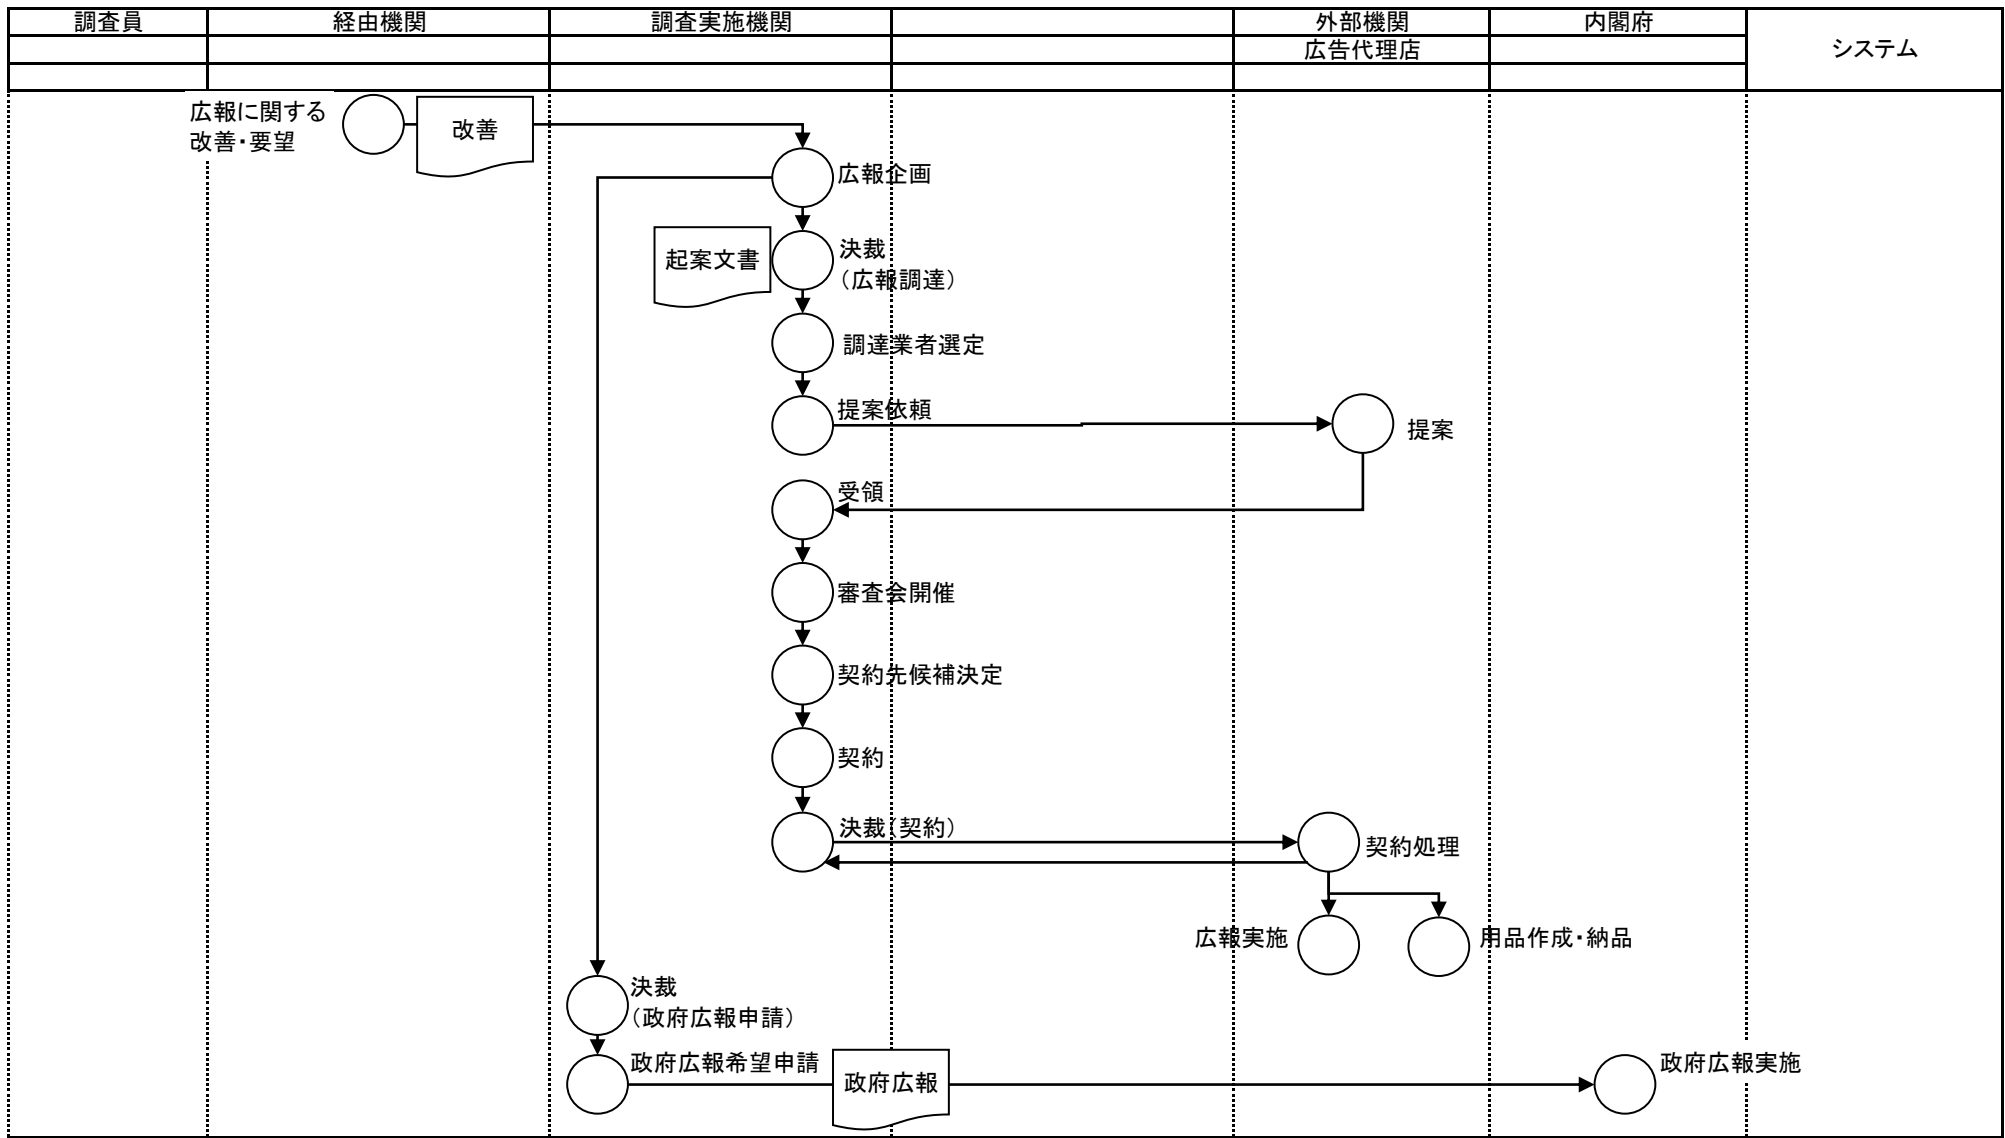 調査員
経由機関
調査実施機関
外部機関
内閣府
広告代理店
システム
広報に関する
改善・要望
改善
広報企画
起案文書
決裁
（広報調達）
調達業者選定
提案依頼
提案
受領
審査会開催
契約先候補決定
契約
決裁（契約）
契約処理
広報実施
用品作成・納品
決裁
（政府広報申請）
政府広報希望申請
政府広報
政府広報実施